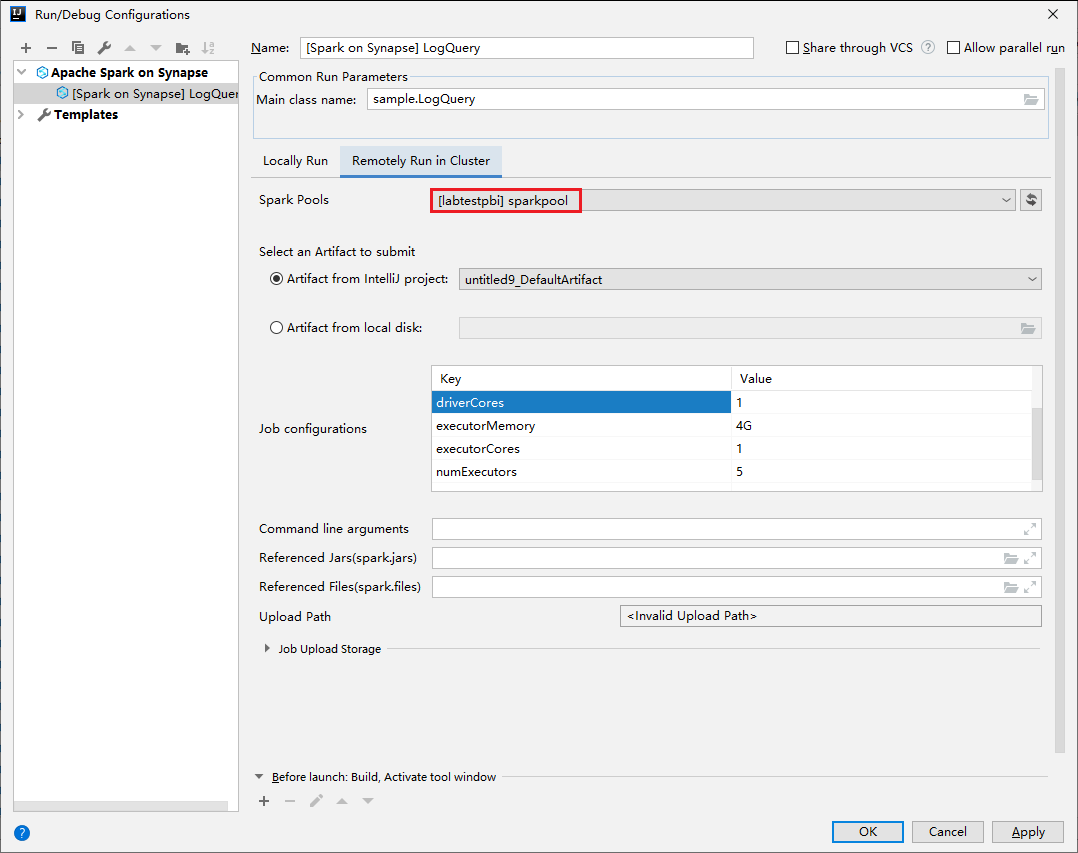 Run/Debug Configurations
Name: [Spark on Synapse] LogQuery
Share through VCS ? Allow parallel run
Apache Spark on Synapse
[Spark on Synapse] LogQuer
Templates
Common Run Parameters
Main class name: sample.LogQuery
Locally Run Remotely Run in Cluster
Spark Pools [labtestpbi] sparkpool
Select an Artifact to submit
Artifact from IntelliJ project: untitled9_DefaultArtifact
Artifact from local disk:
Job configurations
Key Value
driverCores 1
executorMemory 4G
executorCores 1
numExecutors 5
Command line arguments
Referenced Jars(spark.jars)
Referenced Files(spark.files)
Upload Path <Invalid Upload Path>
Job Upload Storage
Before launch: Build, Activate tool window
?
OK Cancel Apply